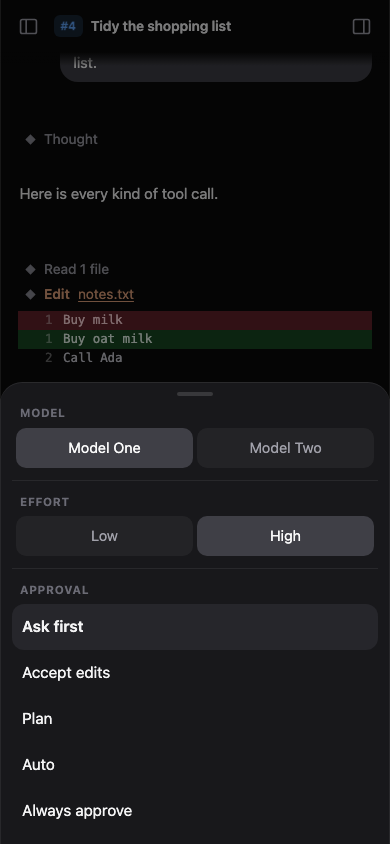 #4 Tidy the shopping list
list.
Thought
Here is every kind of tool call.
Read 1 file
Edit notes.txt
1 Buy milk
1 Buy oat milk
2 Call Ada
MODEL
Model One Model Two
EFFORT
Low High
APPROVAL
Ask first
Accept edits
Plan
Auto
Always approve